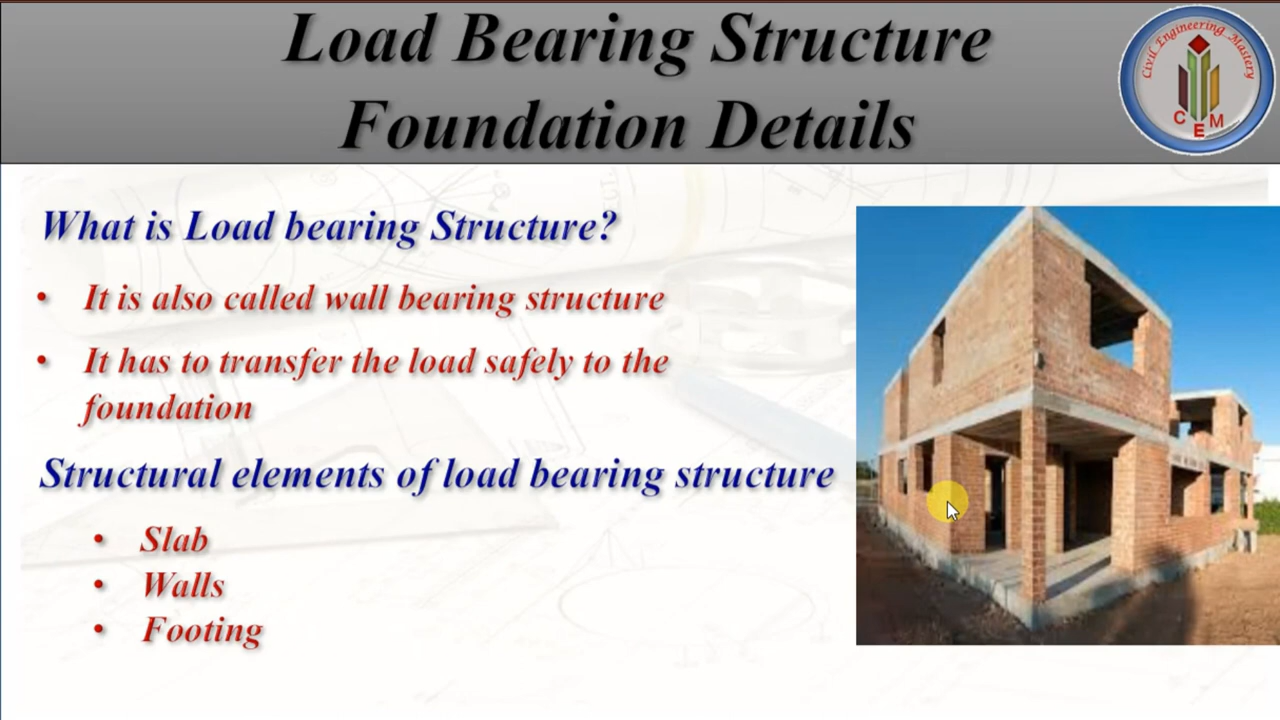 Load Bearing Structure
Foundation Details
Civil Engineering Mastery
C E M
What is Load bearing Structure?
• It is also called wall bearing structure
• It has to transfer the load safely to the
foundation
Structural elements of load bearing structure
• Slab
• Walls
• Footing